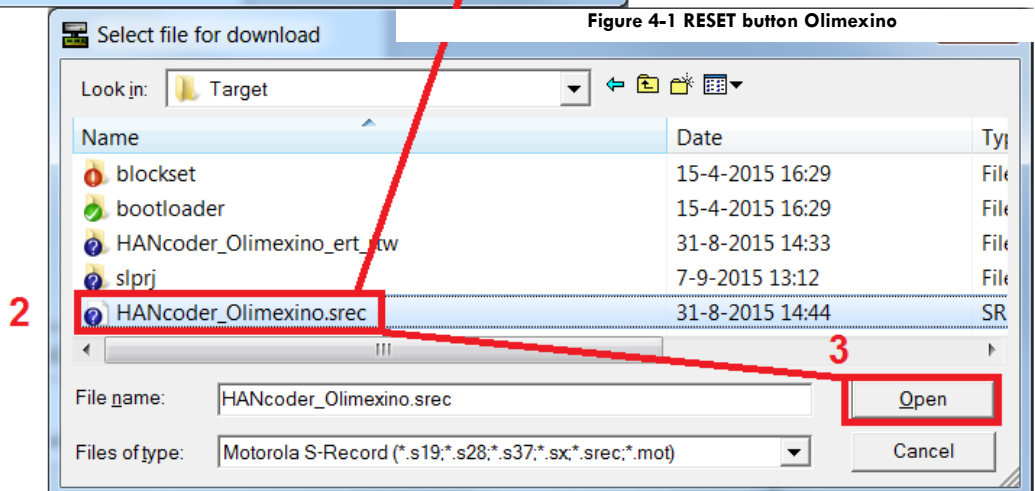 Figure 4-1 RESET button Olimexino
Select file for download
Look in: Target
Name Date Typ
blockset 15-4-2015 16:29 File
bootloader 15-4-2015 16:29 File
HANcoder_Olimexino_ert_rtw 31-8-2015 14:33 File
slprj 7-9-2015 13:12 File
2 HANcoder_Olimexino.srec 31-8-2015 14:44 SR
3
File name: HANcoder_Olimexino.srec Open
Files of type: Motorola S-Record (*.s19;*.s28;*.s37;*.sx;*.srec;*.mot) Cancel